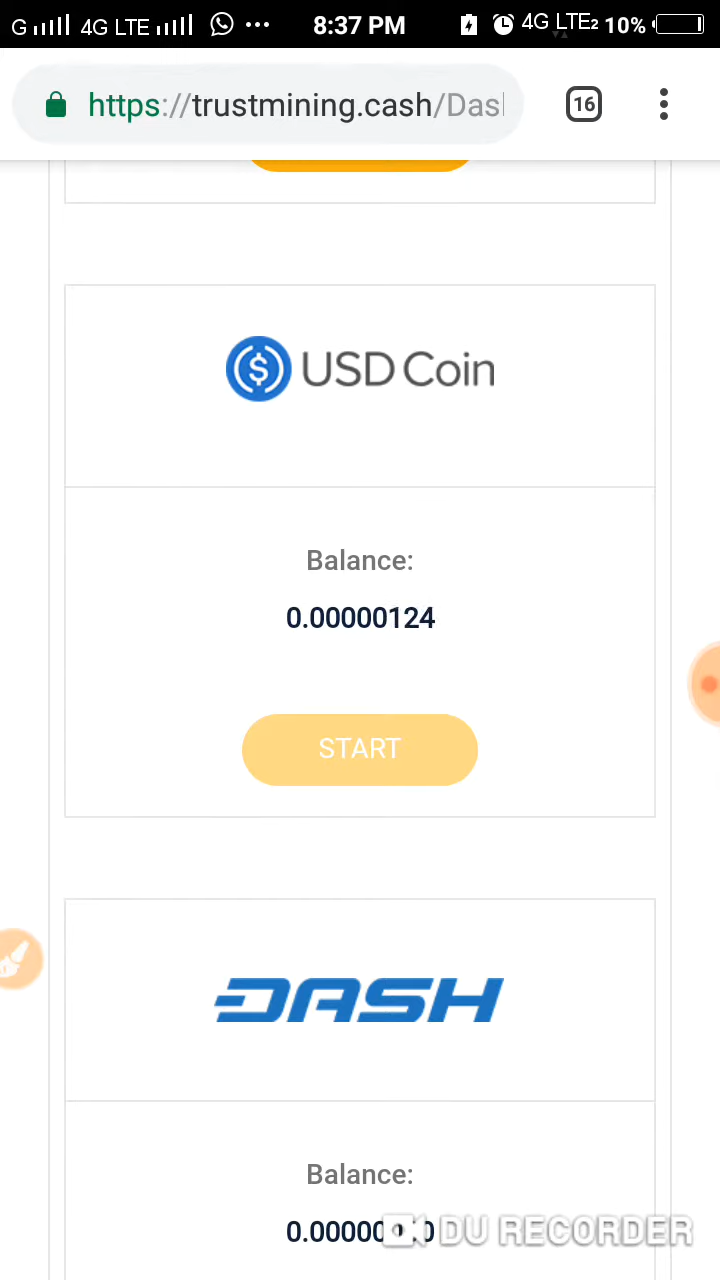 G 4G LTE 8:37 PM 4G LTE2 10%
https://trustmining.cash/Das
16
USD Coin
Balance:
0.00000124
START
DASH
Balance:
DU RECORDER